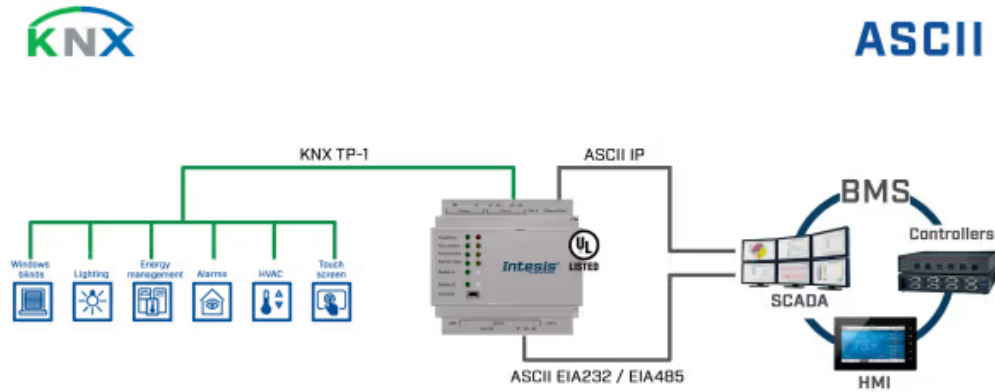 KNX
ASCII
KNX TP-1
ASCII IP
Windows
blinds
Lighting
Energy
management
Alarms
HVAC
Touch
screen
Intesis
UL
LISTED
BMS
Controllers
SCADA
HMI
ASCII EIA232 / EIA485